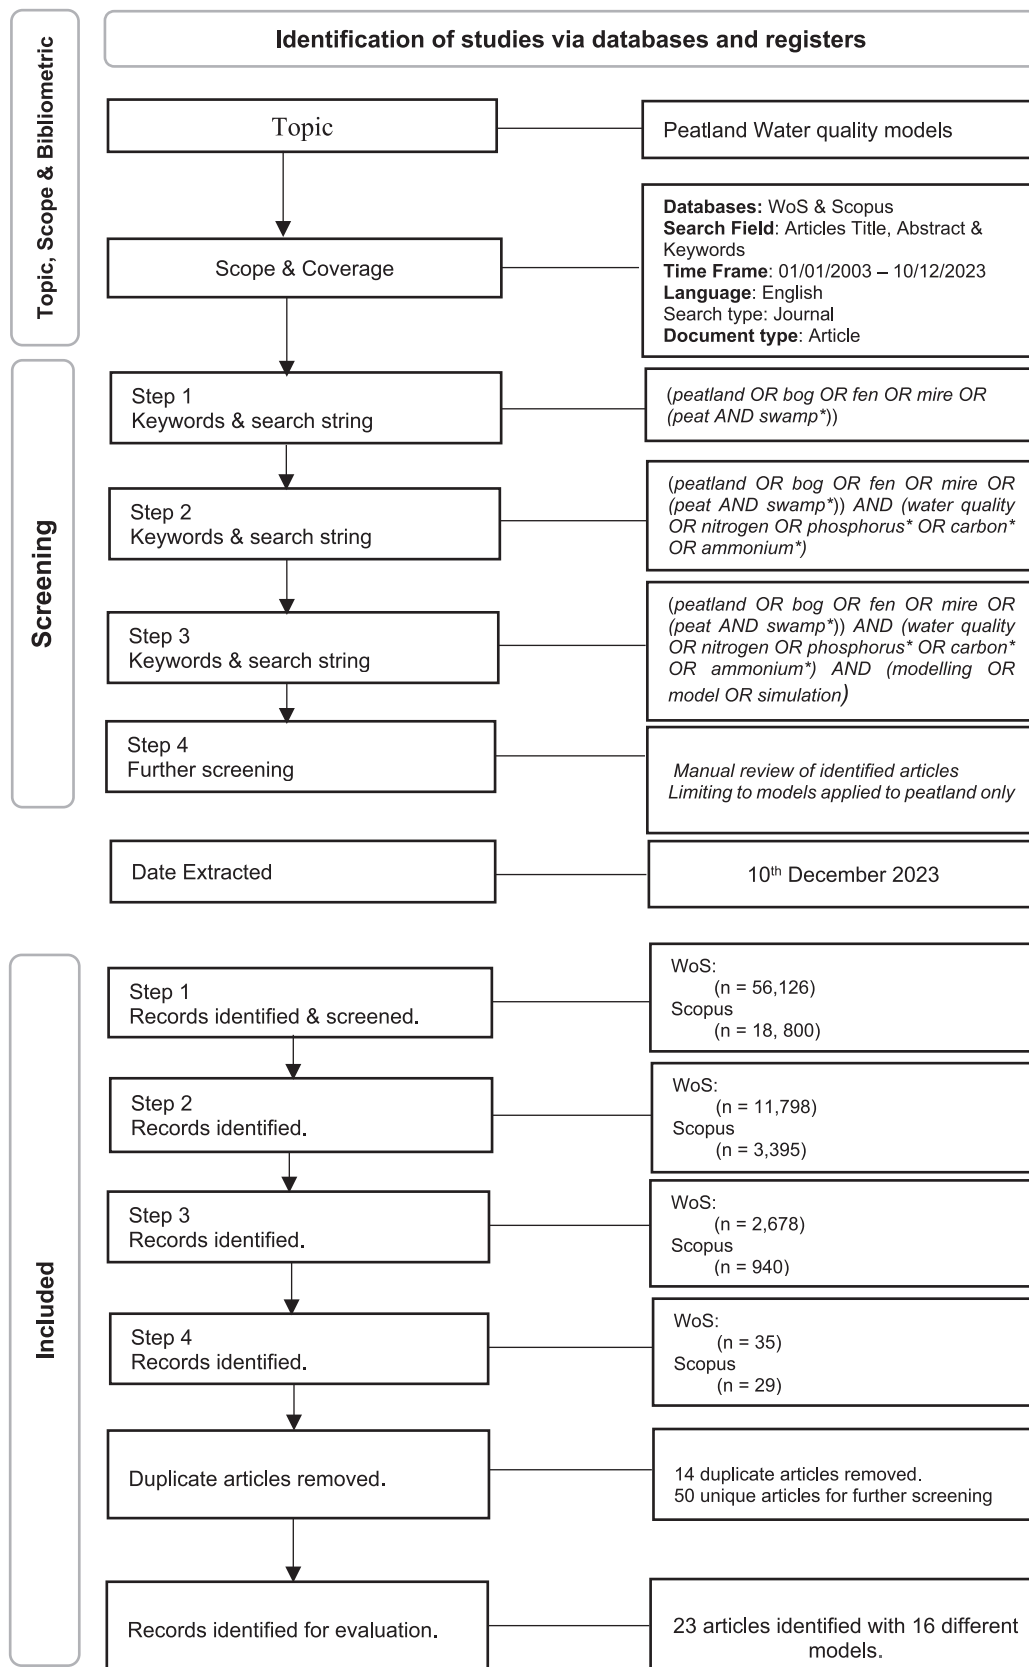 Identification of studies via databases and registers
Topic, Scope & Bibliometric
Topic
Peatland Water quality models
Scope & Coverage
Databases: WoS & Scopus
Search Field: Articles Title, Abstract &
Keywords
Time Frame: 01/01/2003 – 10/12/2023
Language: English
Search type: Journal
Document type: Article
Screening
Step 1
Keywords & search string
(peatland OR bog OR fen OR mire OR
(peat AND swamp*))
Step 2
Keywords & search string
(peatland OR bog OR fen OR mire OR
(peat AND swamp*)) AND (water quality
OR nitrogen OR phosphorus* OR carbon*
OR ammonium*)
Step 3
Keywords & search string
(peatland OR bog OR fen OR mire OR
(peat AND swamp*)) AND (water quality
OR nitrogen OR phosphorus* OR carbon*
OR ammonium*) AND (modelling OR
model OR simulation)
Step 4
Further screening
Manual review of identified articles
Limiting to models applied to peatland only
Date Extracted
10th December 2023
Included
Step 1
Records identified & screened.
WoS:
(n = 56,126)
Scopus
(n = 18, 800)
Step 2
Records identified.
WoS:
(n = 11,798)
Scopus
(n = 3,395)
Step 3
Records identified.
WoS:
(n = 2,678)
Scopus
(n = 940)
Step 4
Records identified.
WoS:
(n = 35)
Scopus
(n = 29)
Duplicate articles removed.
14 duplicate articles removed.
50 unique articles for further screening
Records identified for evaluation.
23 articles identified with 16 different
models.